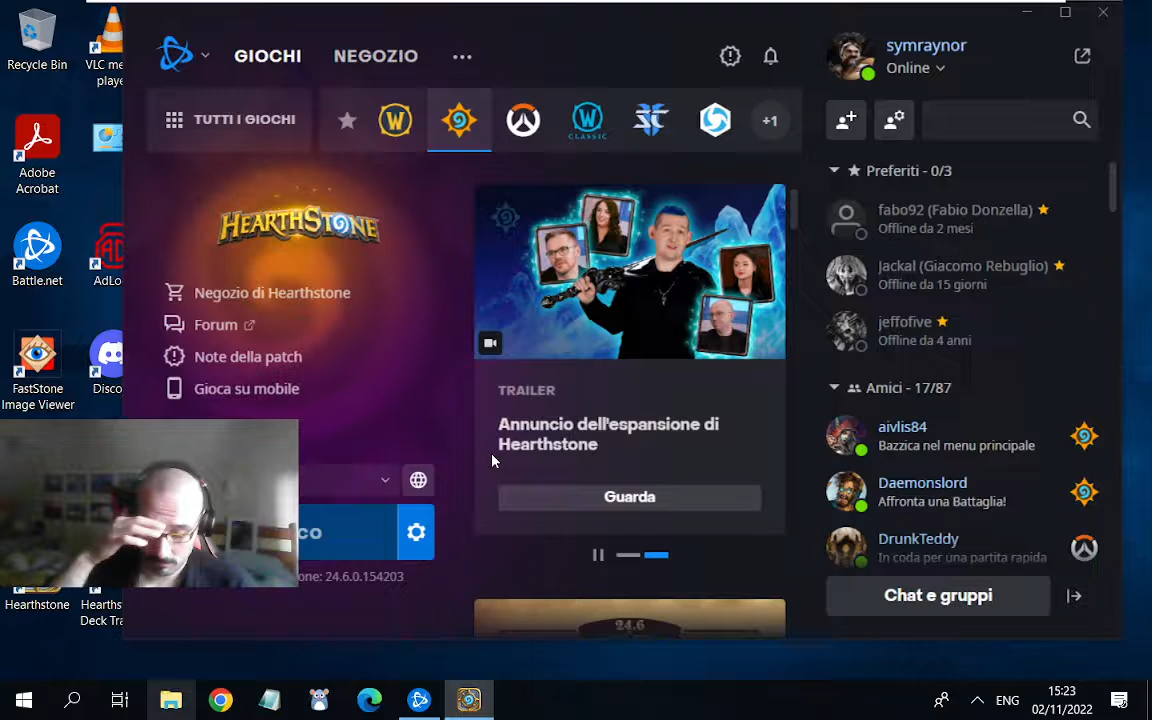 Recycle Bin
VLC me
playe
Adobe
Acrobat
Battle.net
AdLo
FastStone
Image Viewer
Disco
Hearthstone
Hearths
Deck Tra
GIOCHI
NEGOZIO
TUTTI I GIOCHI
W
W
CLASSIC
+1
HEARTHSTONE
Negozio di Hearthstone
Forum
Note della patch
Gioca su mobile
co
one: 24.6.0.154203
TRAILER
Annuncio dell'espansione di
Hearthstone
Guarda
24.6
symraynor
Online
Preferiti - 0/3
fabo92 (Fabio Donzella)
Offline da 2 mesi
Jackal (Giacomo Rebuglio)
Offline da 15 giorni
jeffofive
Offline da 4 anni
Amici - 17/87
aivlis84
Bazzica nel menu principale
Daemonslord
Affronta una Battaglia!
DrunkTeddy
In coda per una partita rapida
Chat e gruppi
ENG
15:23
02/11/2022